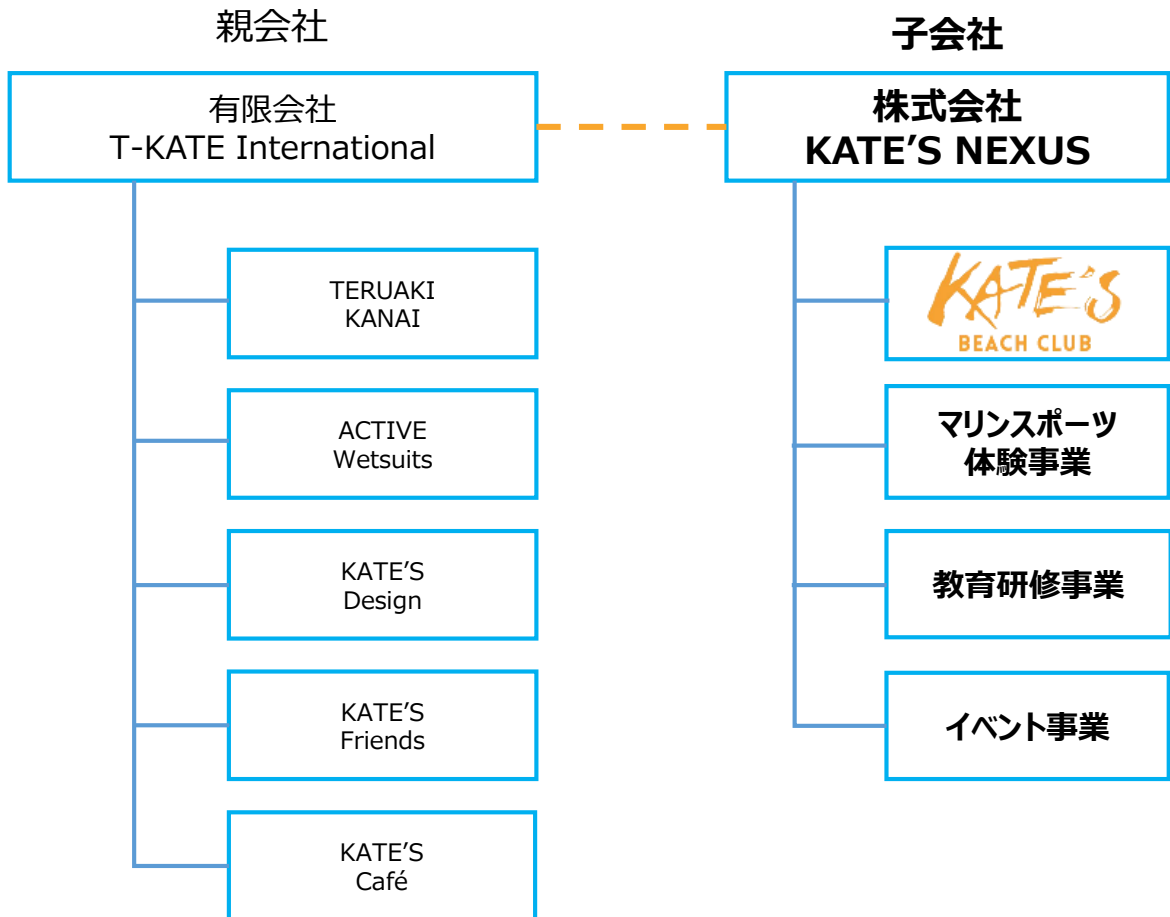 親会社
有限会社
T-KATE International
TERUAKI
KANAI
ACTIVE
Wetsuits
KATE’S
Design
KATE’S
Friends
KATE’S
Café
子会社
株式会社
KATE’S NEXUS
KATE'S
BEACH CLUB
マリンスポーツ
体験事業
教育研修事業
イベント事業